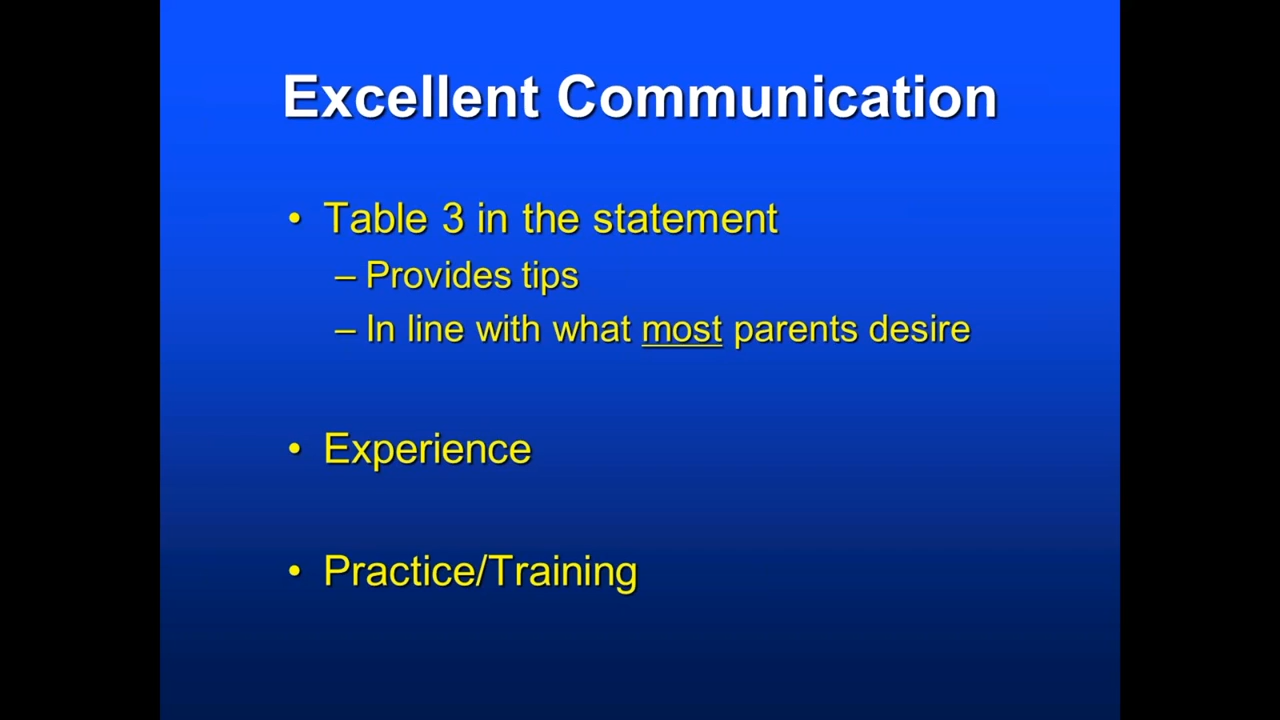 Excellent Communication
• Table 3 in the statement
– Provides tips
– In line with what most parents desire
• Experience
• Practice/Training